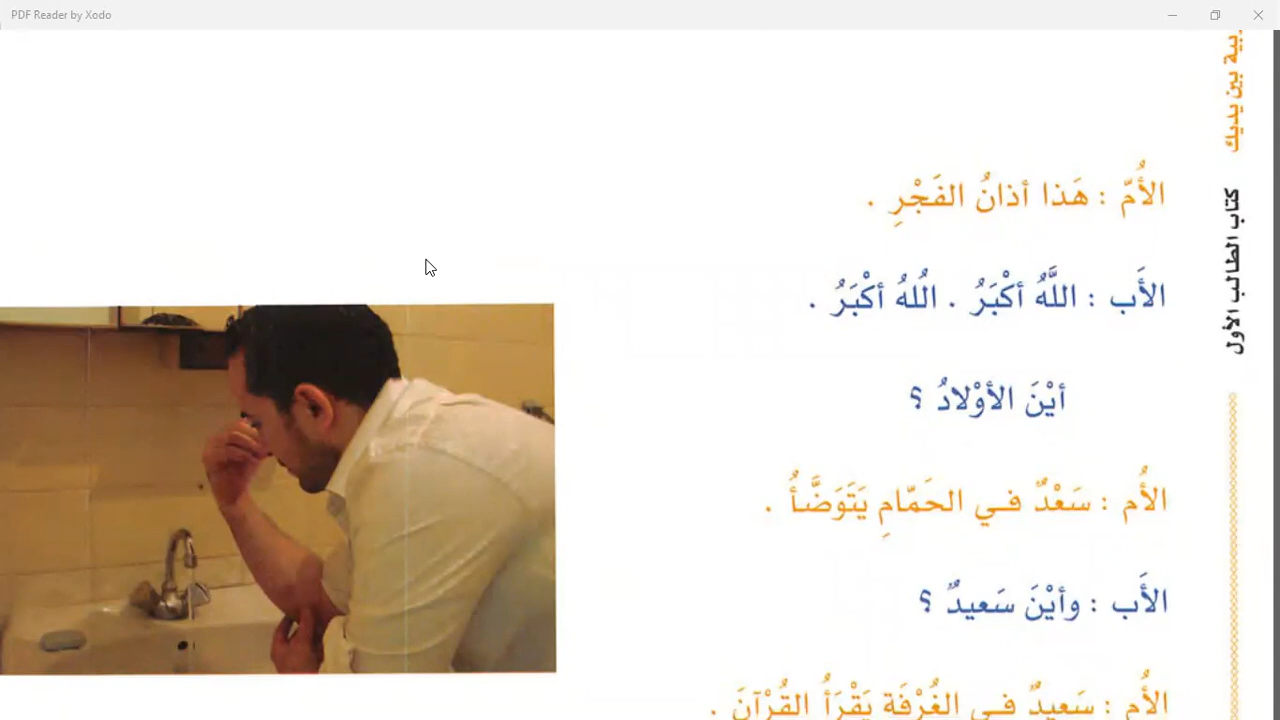 PDF Reader by Xodo
بية بين يديك
كتاب الطالب الأول
الأُمّ : هَذا أذانُ الفَجْرِ .
الأَب : اللَّهُ أكْبَرُ . اللهُ أكْبَرُ .
أيْنَ الأوْلادُ ؟
الأُم : سَعْدٌ فـي الحَمّامِ يَتَوَضَّأُ .
الأَب : وأيْنَ سَعيدٌ ؟
الأُم : سَعيدٌ فـي الغُرْفَة يَقْرَأُ القُرْآنَ .